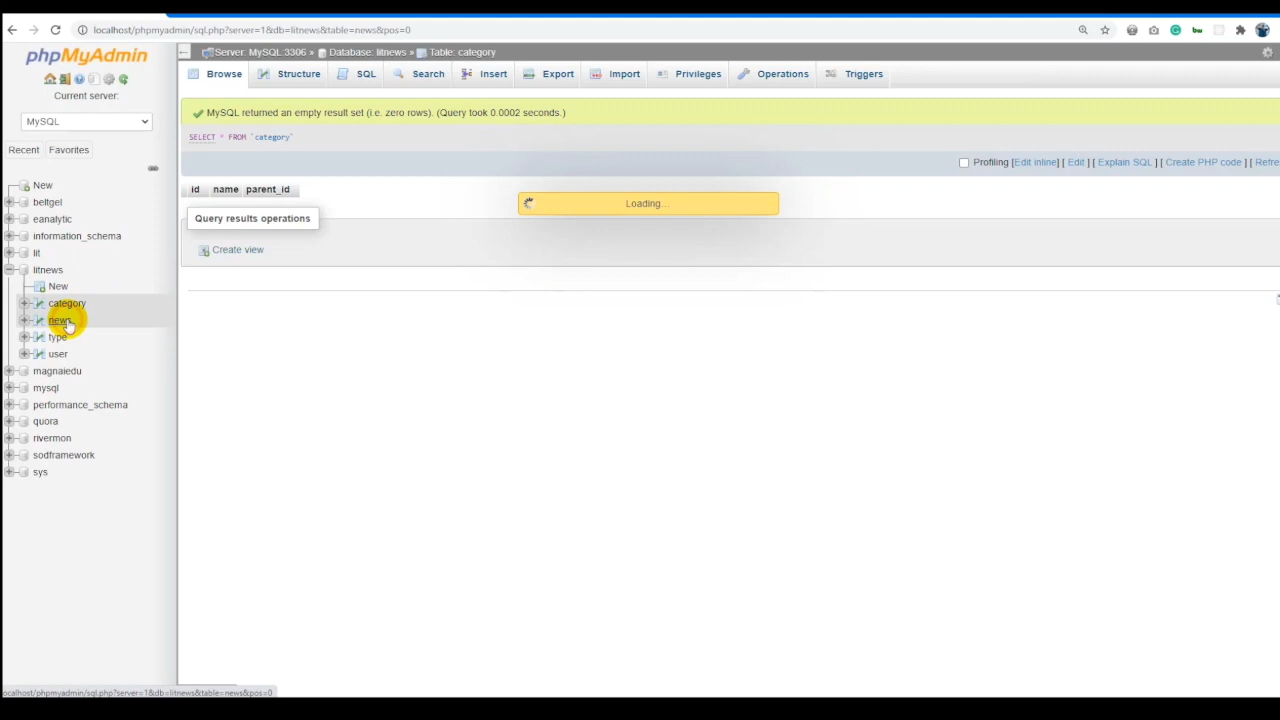 localhost/phpmyadmin/sql.php?server=1&db=litnews&table=news&pos=0
phpMyAdmin
Current server:
MySQL
Recent Favorites
New
beltgel
eanalytic
information_schema
lit
litnews
New
category
news
type
user
magnaiedu
mysql
performance_schema
quora
rivermon
sodframework
sys
Server: MySQL:3306 » Database: litnews » Table: category
Browse Structure SQL Search Insert Export Import Privileges Operations Triggers
MySQL returned an empty result set (i.e. zero rows). (Query took 0.0002 seconds.)
SELECT * FROM `category`
Profiling [Edit inline] [ Edit ] [ Explain SQL ] [ Create PHP code ] [ Refre
id name parent_id
Loading...
Query results operations
Create view
ocalhost/phpmyadmin/sql.php?server=1&db=litnews&table=news&pos=0